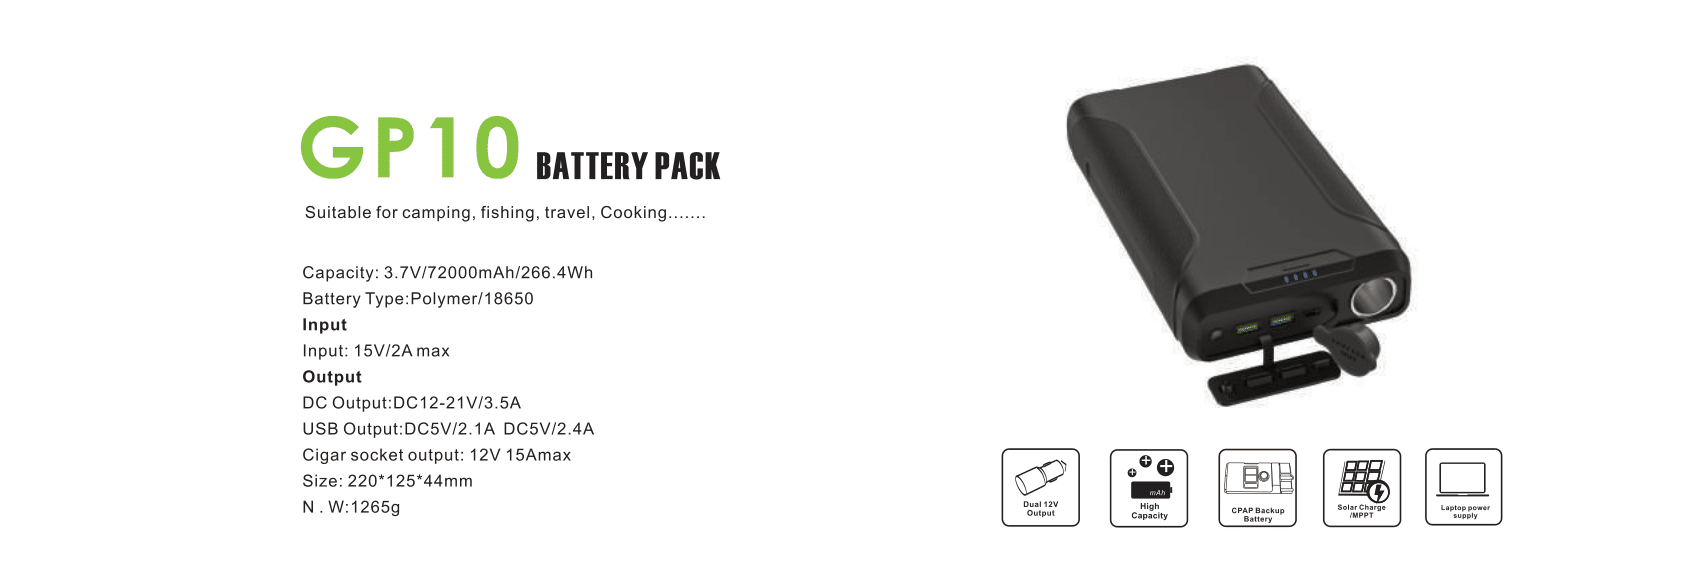 GP10 BATTERY PACK
Suitable for camping, fishing, travel, Cooking.......
Capacity: 3.7V/72000mAh/266.4Wh
Battery Type:Polymer/18650
Input
Input: 15V/2A max
Output
DC Output:DC12-21V/3.5A
USB Output:DC5V/2.1A DC5V/2.4A
Cigar socket output: 12V 15Amax
Size: 220*125*44mm
N . W:1265g
Dual 12V
Output
mAh
High
Capacity
CPAP Backup
Battery
Solar Charge
/MPPT
Laptop power
supply